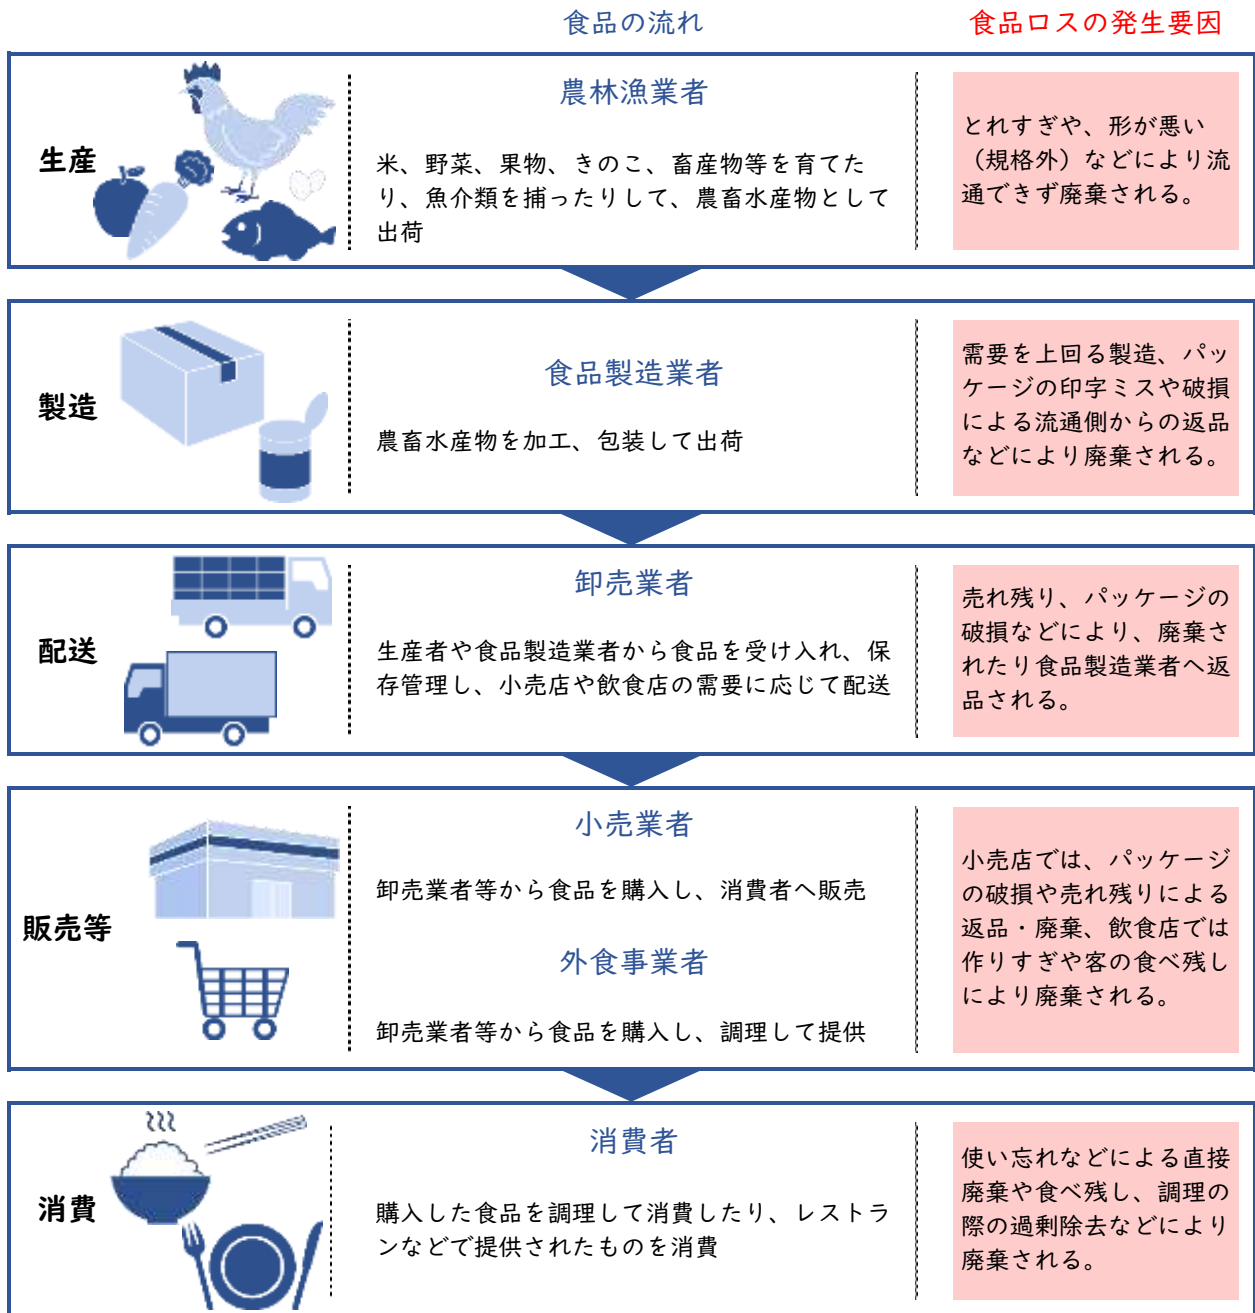 食品の流れ
食品ロスの発生要因
生産
農林漁業者
米、野菜、果物、きのこ、畜産物等を育てた
り、魚介類を捕ったりして、農畜水産物として
出荷
とれすぎや、形が悪い
（規格外）などにより流
通できず廃棄される。
製造
食品製造業者
農畜水産物を加工、包装して出荷
需要を上回る製造、パッ
ケージの印字ミスや破損
による流通側からの返品
などにより廃棄される。
配送
卸売業者
生産者や食品製造業者から食品を受け入れ、保
存管理し、小売店や飲食店の需要に応じて配送
売れ残り、パッケージの
破損などにより、廃棄さ
れたり食品製造業者へ返
品される。
販売等
小売業者
卸売業者等から食品を購入し、消費者へ販売
外食事業者
卸売業者等から食品を購入し、調理して提供
小売店では、パッケージ
の破損や売れ残りによる
返品・廃棄、飲食店では
作りすぎや客の食べ残し
により廃棄される。
消費
消費者
購入した食品を調理して消費したり、レストラ
ンなどで提供されたものを消費
使い忘れなどによる直接
廃棄や食べ残し、調理の
際の過剰除去などにより
廃棄される。